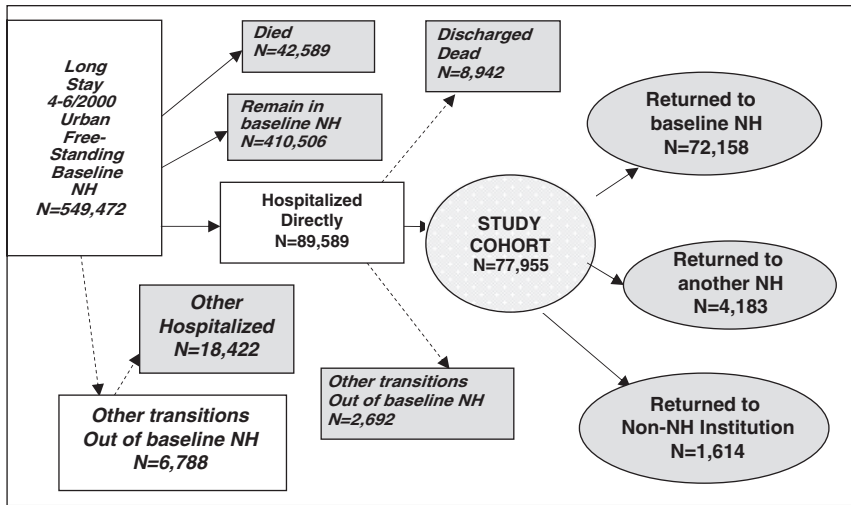 Long
Stay
4-6/2000
Urban
Free-
Standing
Baseline
NH
N=549,472
Died
N=42,589
Remain in
baseline NH
N=410,506
Hospitalized
Directly
N=89,589
Other
Hospitalized
N=18,422
Other transitions
Out of baseline NH
N=6,788
Discharged
Dead
N=8,942
Other transitions
Out of baseline NH
N=2,692
STUDY
COHORT
N=77,955
Returned to
baseline NH
N=72,158
Returned to
another NH
N=4,183
Returned to
Non-NH Institution
N=1,614